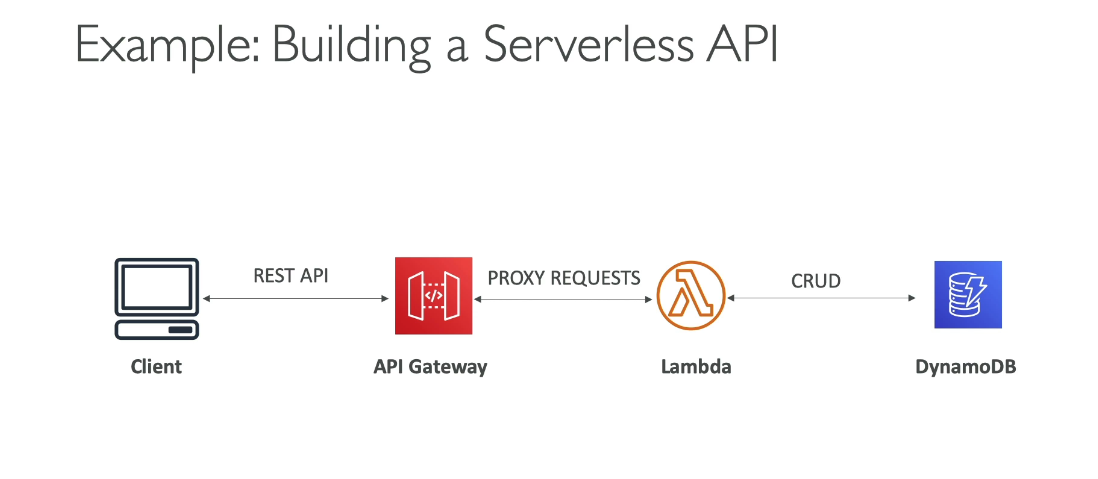 Example: Building a Serverless API
REST API
PROXY REQUESTS
CRUD
</>
Client
API Gateway
Lambda
DynamoDB